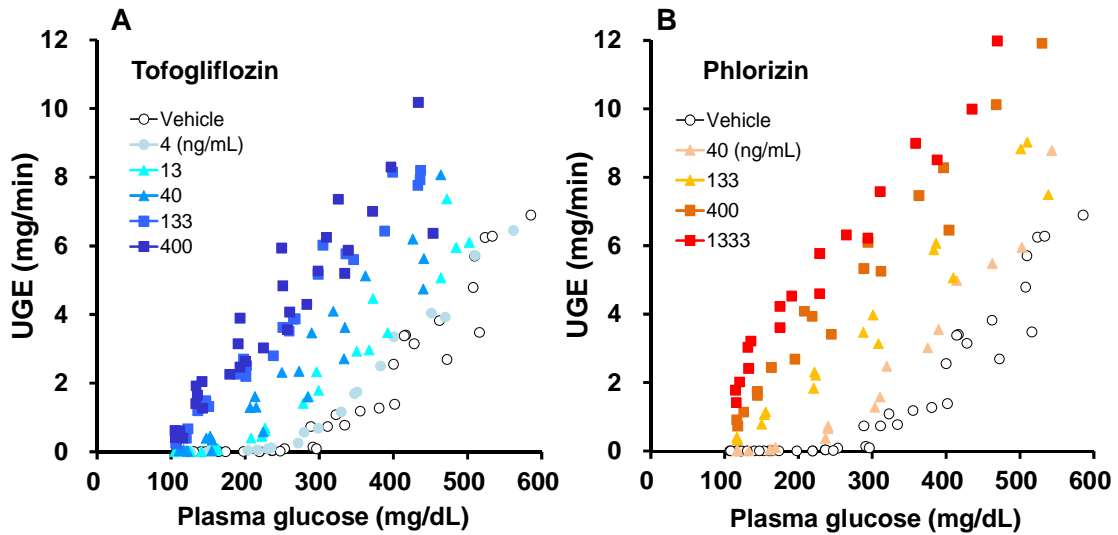 A
Tofogliflozin
Vehicle
4 (ng/mL)
13
40
133
400
12
10
8
6
4
2
0
UGE (mg/min)
0 100 200 300 400 500 600
Plasma glucose (mg/dL)
B
Phlorizin
Vehicle
40 (ng/mL)
133
400
1333
12
10
8
6
4
2
0
UGE (mg/min)
0 100 200 300 400 500 600
Plasma glucose (mg/dL)